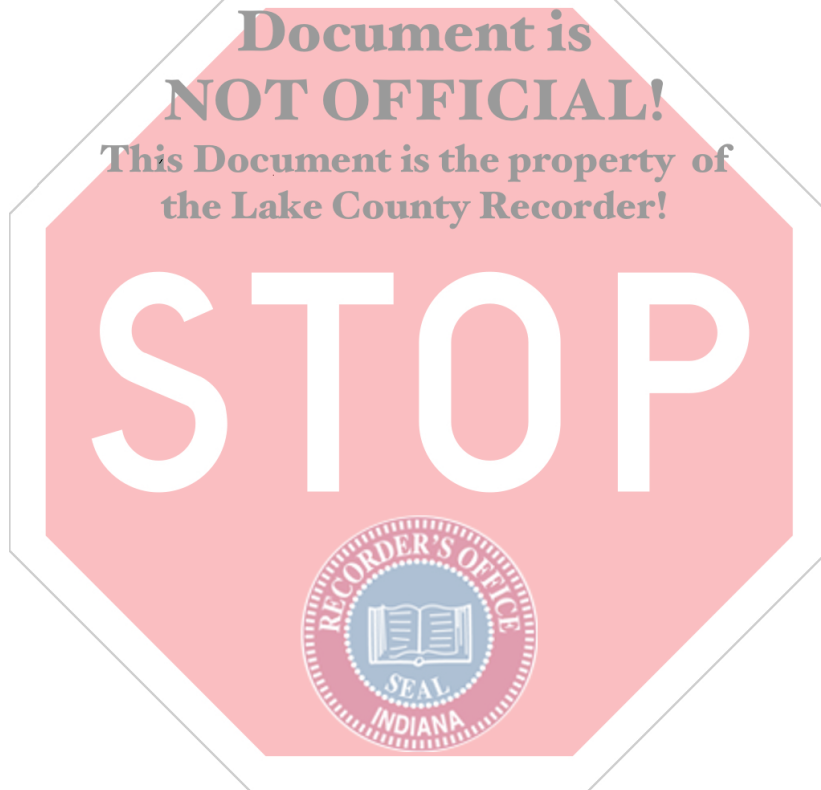 Document is
NOT OFFICIAL!
This Document is the property of
the Lake County Recorder!
STOP
RECORDER'S OFFICE
SEAL
INDIANA